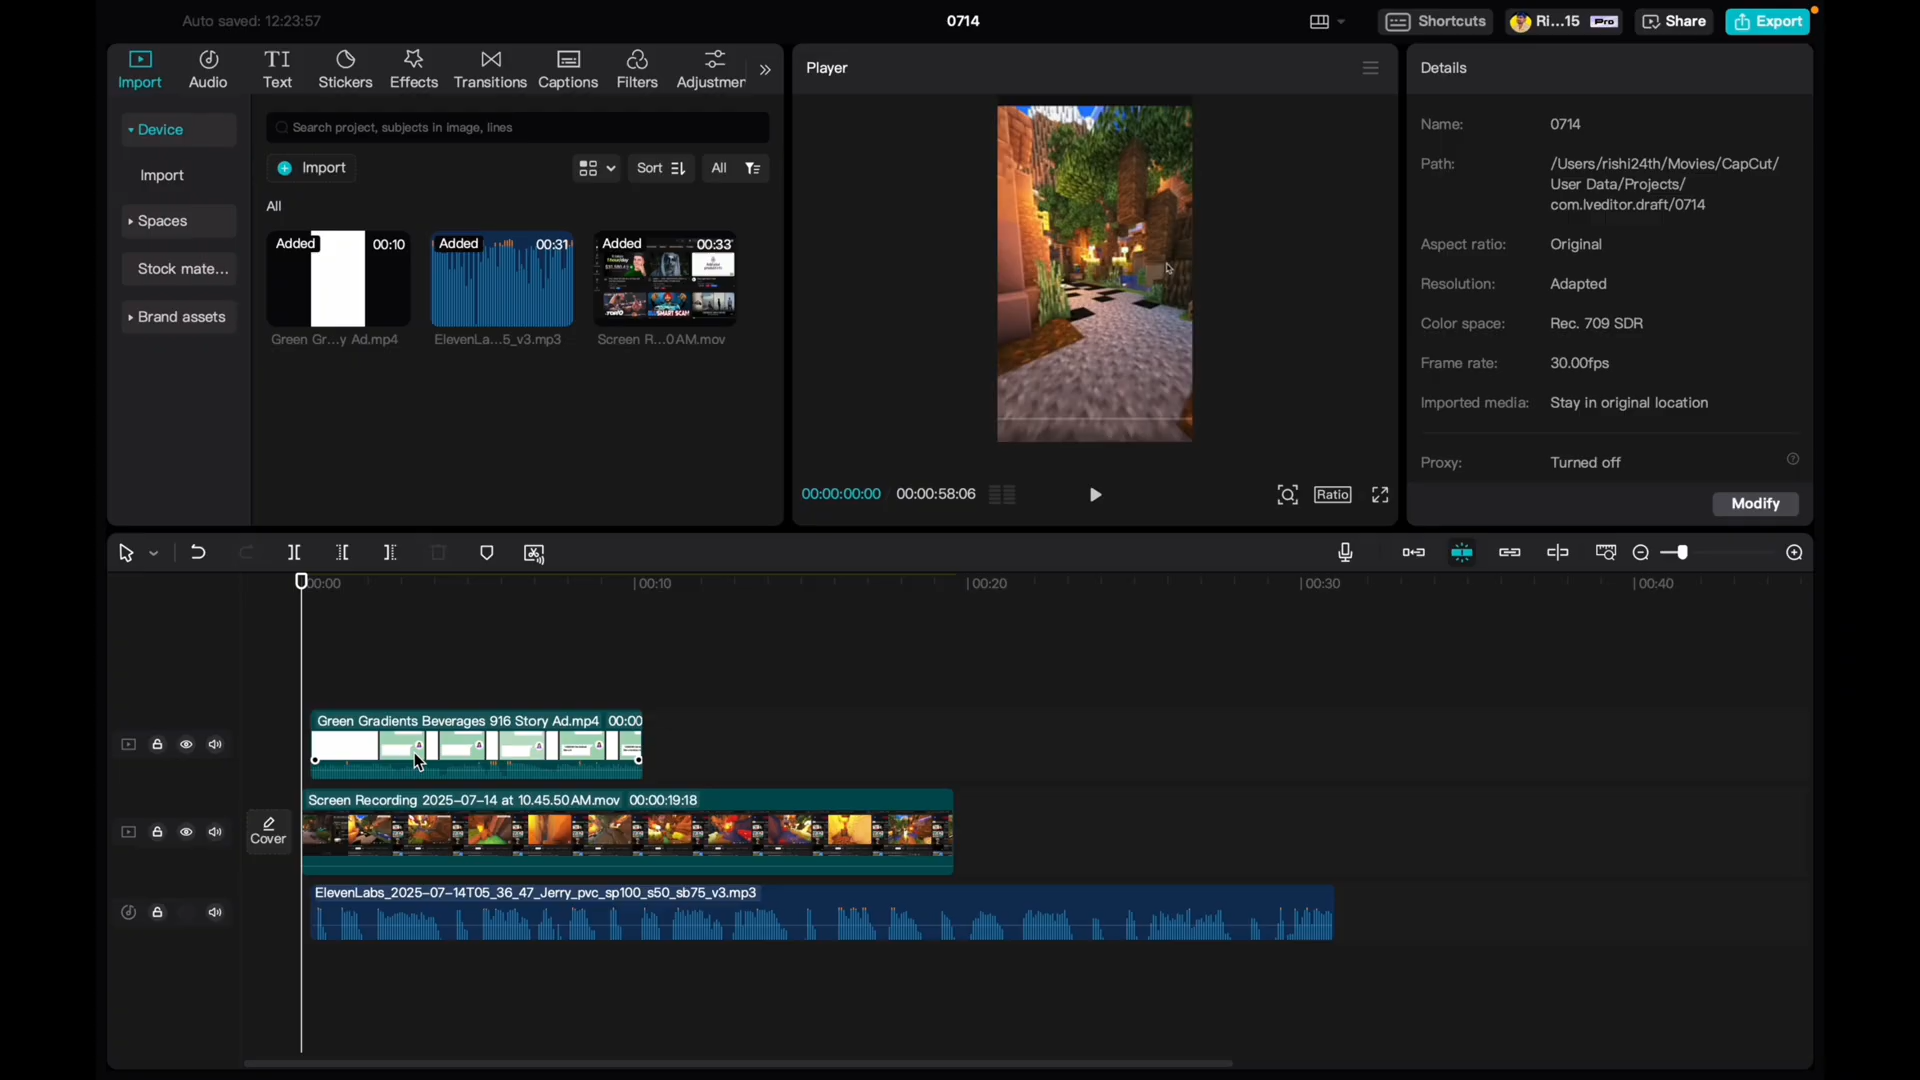 Auto saved: 12:23:57
0714
Shortcuts
Ri...15 Pro
Share
Export
Import
Audio
Text
Stickers
Effects
Transitions
Captions
Filters
Adjustmer
Player
Details
Device
Import
Spaces
Stock mate...
Brand assets
Search project, subjects in image, lines
Import
Sort
All
All
Added 00:10
Green Gr...y Ad.mp4
Added 00:31
ElevenLa...5_v3.mp3
Added 00:33
Screen R...0AM.mov
00:00:00:00 / 00:00:58:06
Ratio
Name: 0714
Path: /Users/rishi24th/Movies/CapCut/
User Data/Projects/
com.lveditor.draft/0714
Aspect ratio: Original
Resolution: Adapted
Color space: Rec. 709 SDR
Frame rate: 30.00fps
Imported media: Stay in original location
Proxy: Turned off
Modify
00:00
00:10
00:20
00:30
00:40
Green Gradients Beverages 916 Story Ad.mp4 00:00
Cover
Screen Recording 2025-07-14 at 10.45.50 AM.mov 00:00:19:18
ElevenLabs_2025-07-14T05_36_47_Jerry_pvc_sp100_s50_sb75_v3.mp3